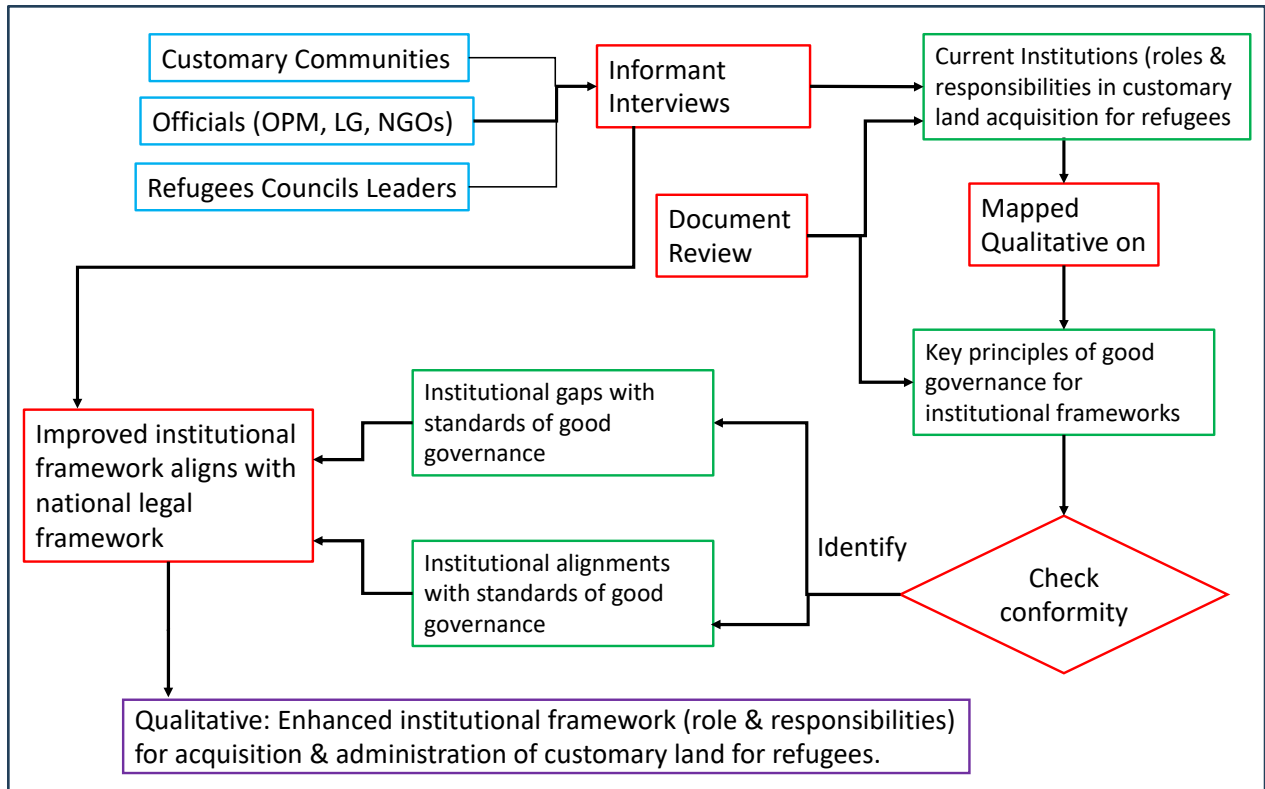 Customary Communities
Officials (OPM, LG, NGOs)
Refugees Councils Leaders
Informant
Interviews
Current Institutions (roles &
responsibilities in customary
land acquisition for refugees
Document
Review
Mapped
Qualitative on
Key principles of good
governance for
institutional frameworks
Check
conformity
Identify
Institutional gaps with
standards of good
governance
Institutional alignments
with standards of good
governance
Improved institutional
framework aligns with
national legal
framework
Qualitative: Enhanced institutional framework (role & responsibilities)
for acquisition & administration of customary land for refugees.